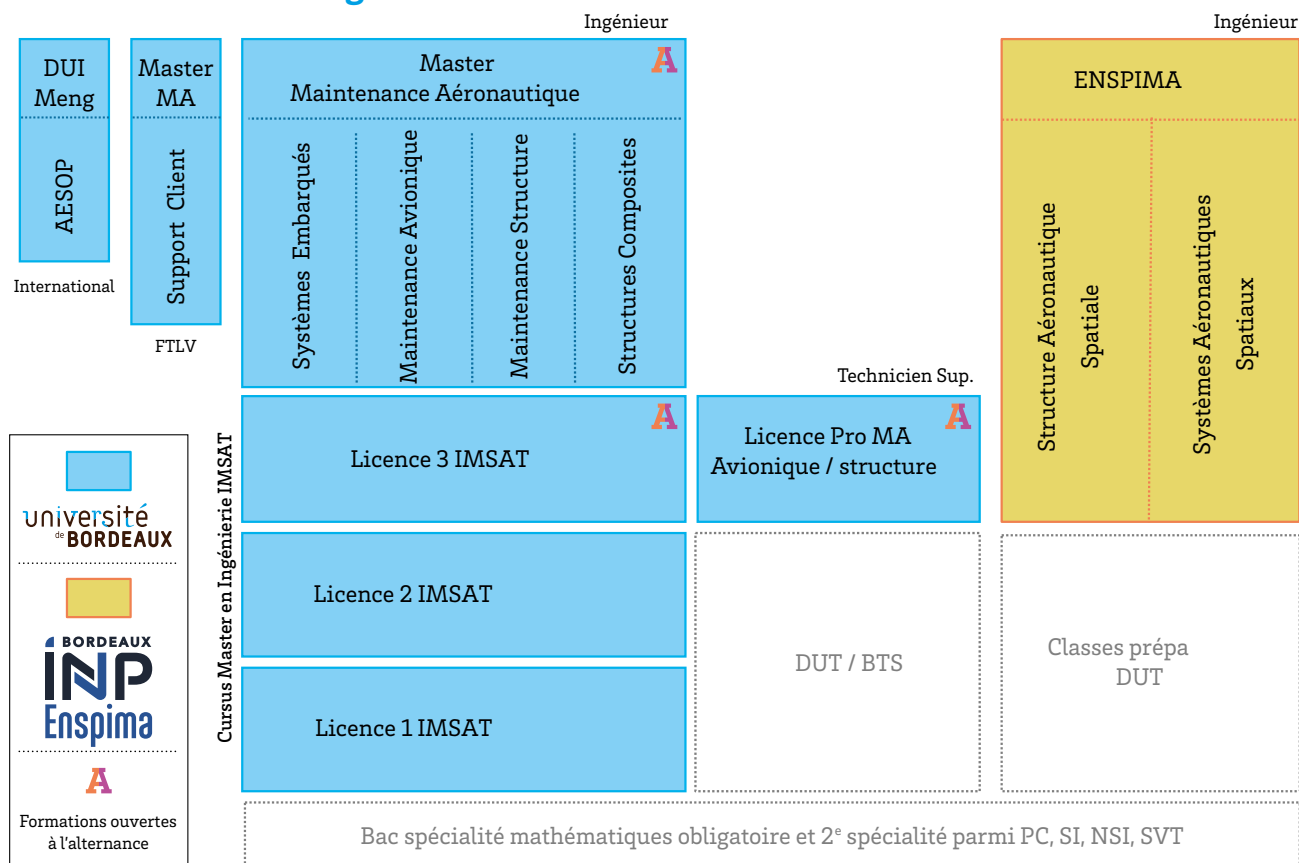 Ingénieur
Ingénieur
DUI
Meng
AESOP
International
Master
MA
Support Client
FTLV
Master
Maintenance Aéronautique
A
Systèmes Embarqués
Maintenance Avionique
Maintenance Structure
Structures Composites
ENSPIMA
Structure Aéronautique
Spatiale
Systèmes Aéronautiques
Spatiaux
Technicien Sup.
Cursus Master en Ingénierie IMSAT
Licence 3 IMSAT
A
Licence Pro MA
Avionique / structure
A
Licence 2 IMSAT
Licence 1 IMSAT
DUT / BTS
Classes prépa
DUT
Bac spécialité mathématiques obligatoire et 2e spécialité parmi PC, SI, NSI, SVT
université
de BORDEAUX
BORDEAUX
INP
Enspima
A
Formations ouvertes
à l'alternance